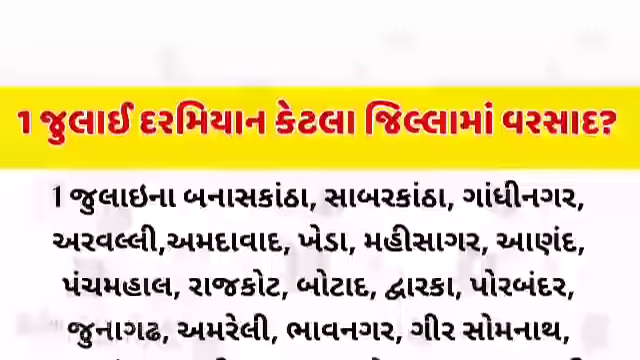 1 જુલાઈ દરમિયાન કેટલા જિલ્લામાં વરસાદ?
1 જુલાઇના બનાસકાંઠા, સાબરકાંઠા, ગાંધીનગર,
અરવલ્લી,અમદાવાદ, ખેડા, મહીસાગર, આણંદ,
પંચમહાલ, રાજકોટ, બોટાદ, દ્વારકા, પોરબંદર,
જુનાગઢ, અમરેલી, ભાવનગર, ગીર સોમનાથ,